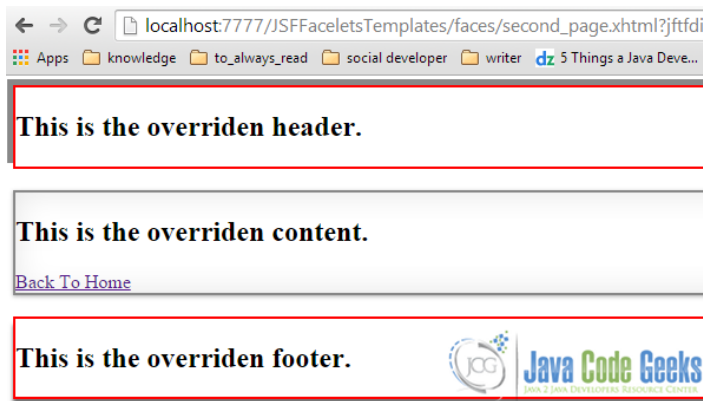 localhost:7777/JSFFaceletsTemplates/faces/second_page.xhtml?jftfdi
Apps knowledge to_always_read social developer writer dz 5 Things a Java Deve...
This is the overriden header.
This is the overriden content.
Back To Home
This is the overriden footer.
JCG Java Code Geeks
JAVA 2 JAVA DEVELOPERS RESOURCE CENTER